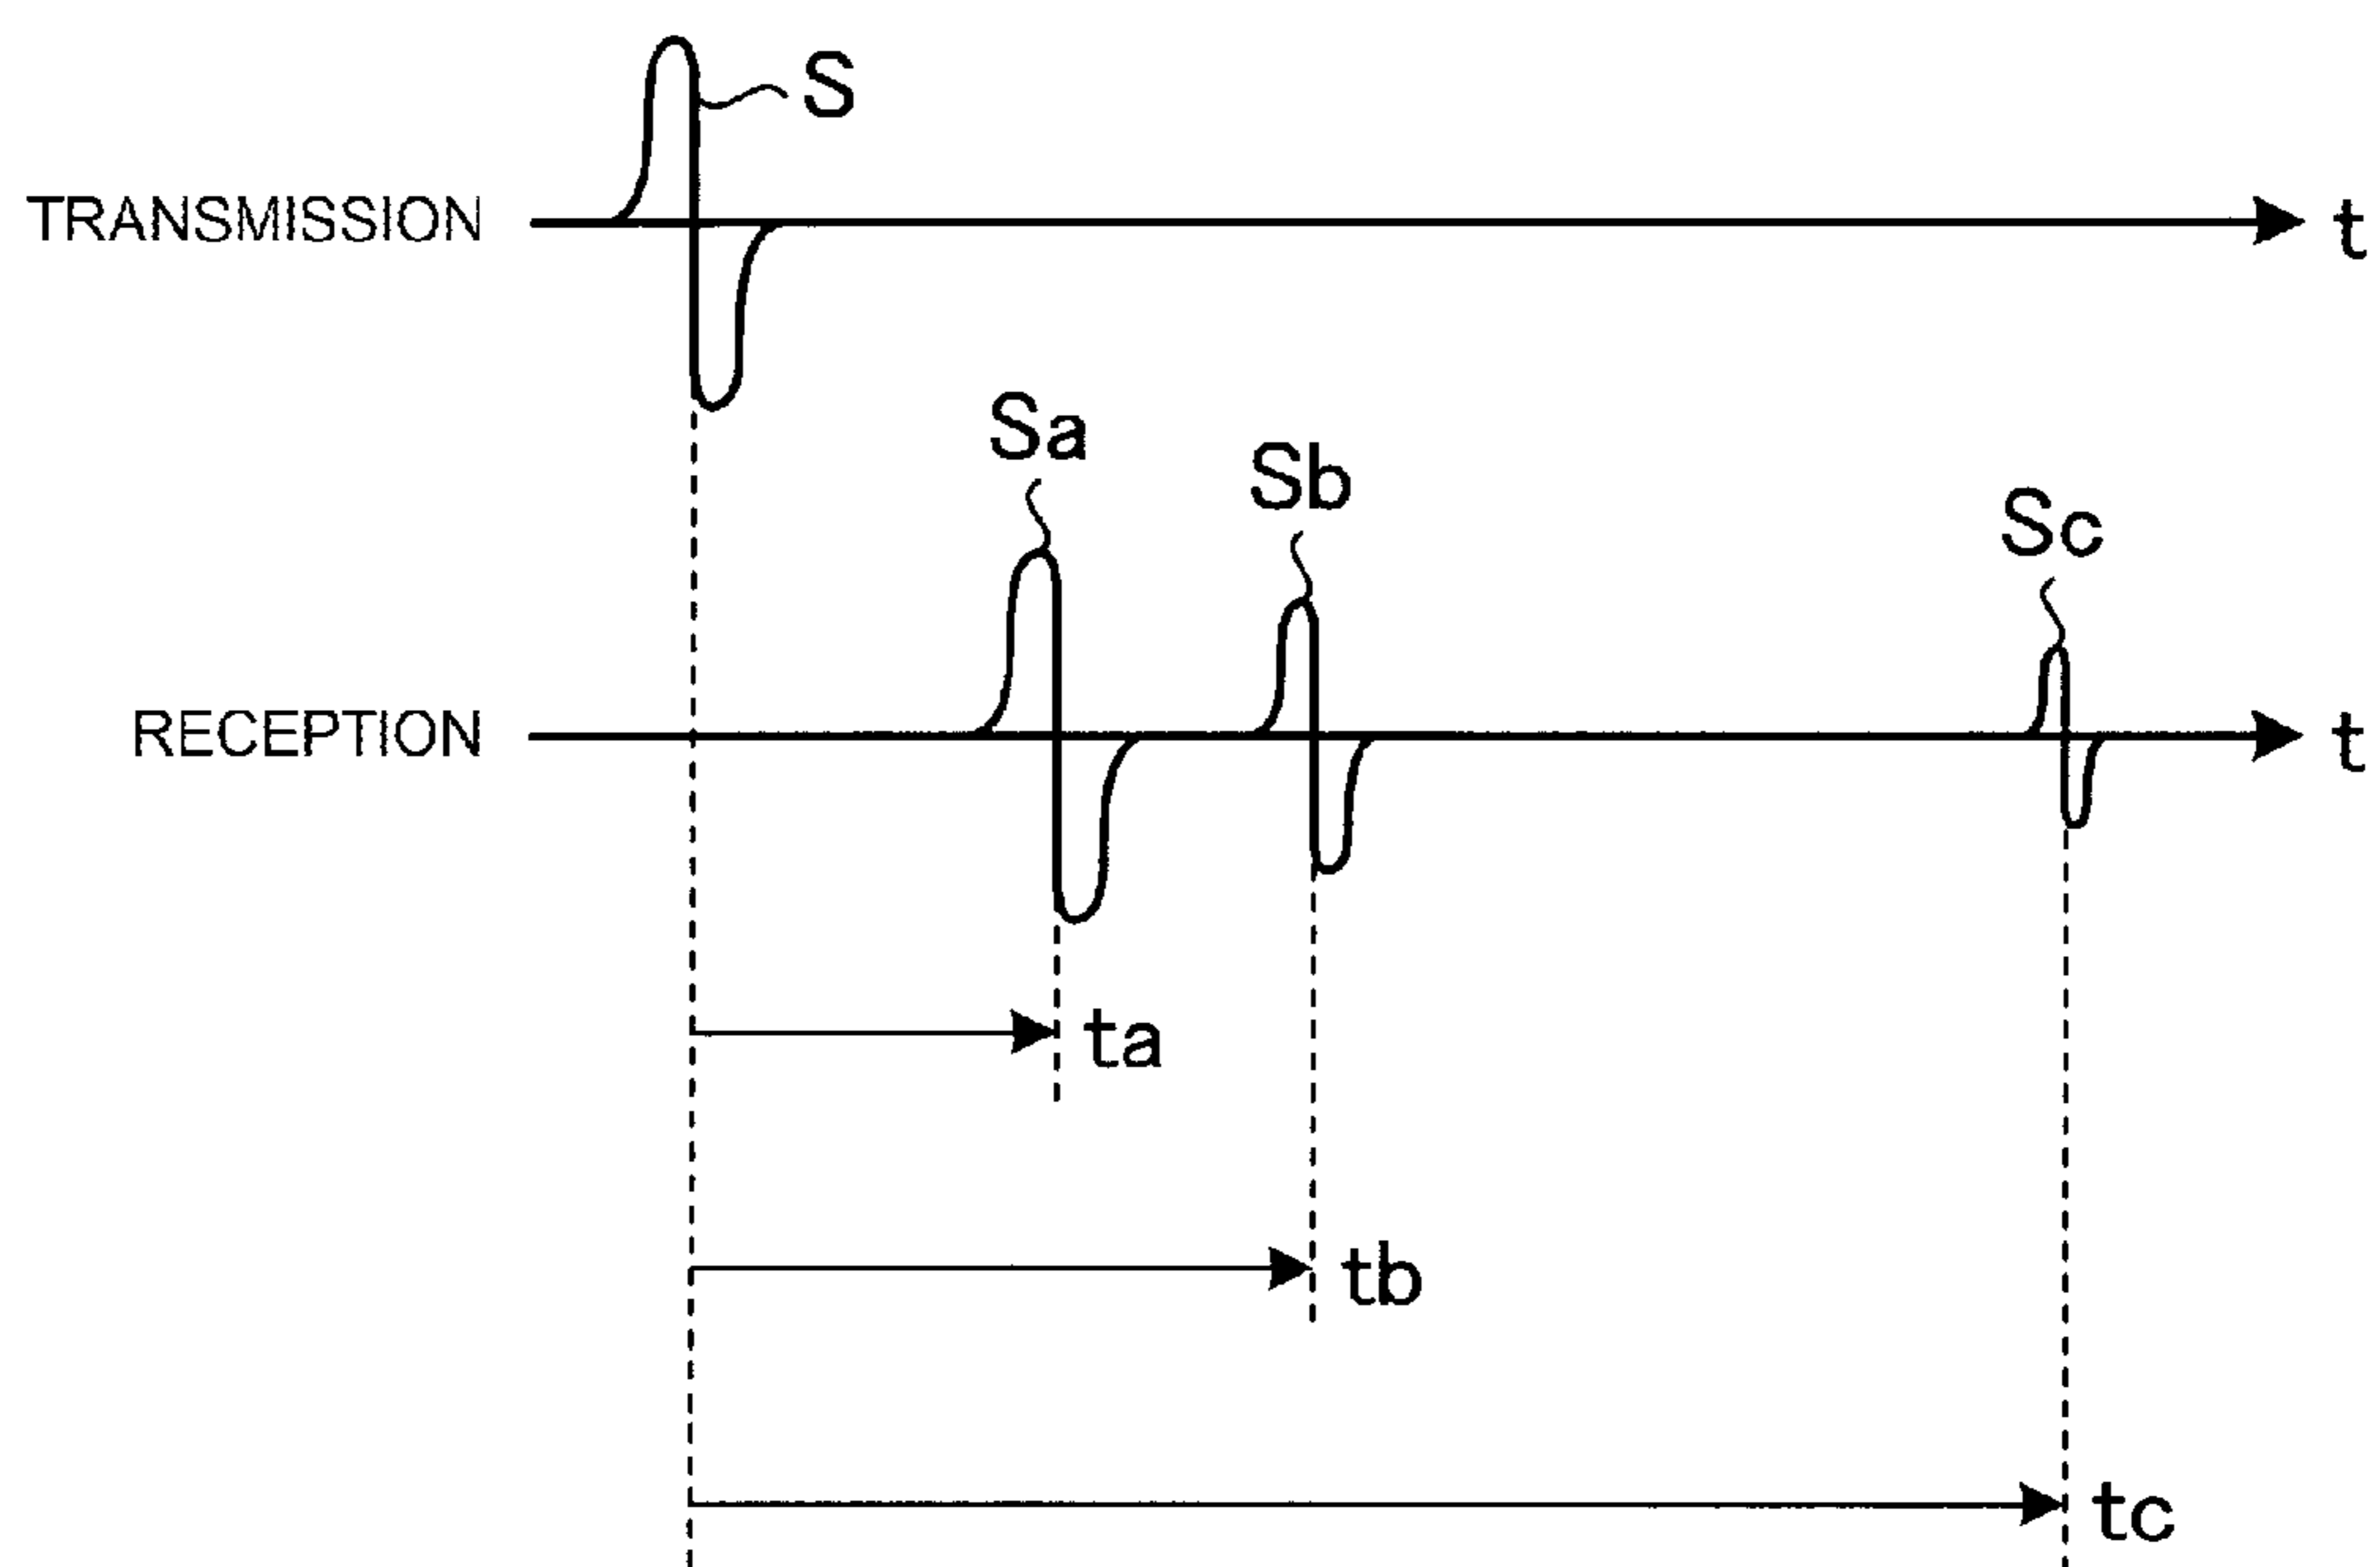 S
TRANSMISSION
t
Sa
Sb
Sc
RECEPTION
t
ta
tb
tc